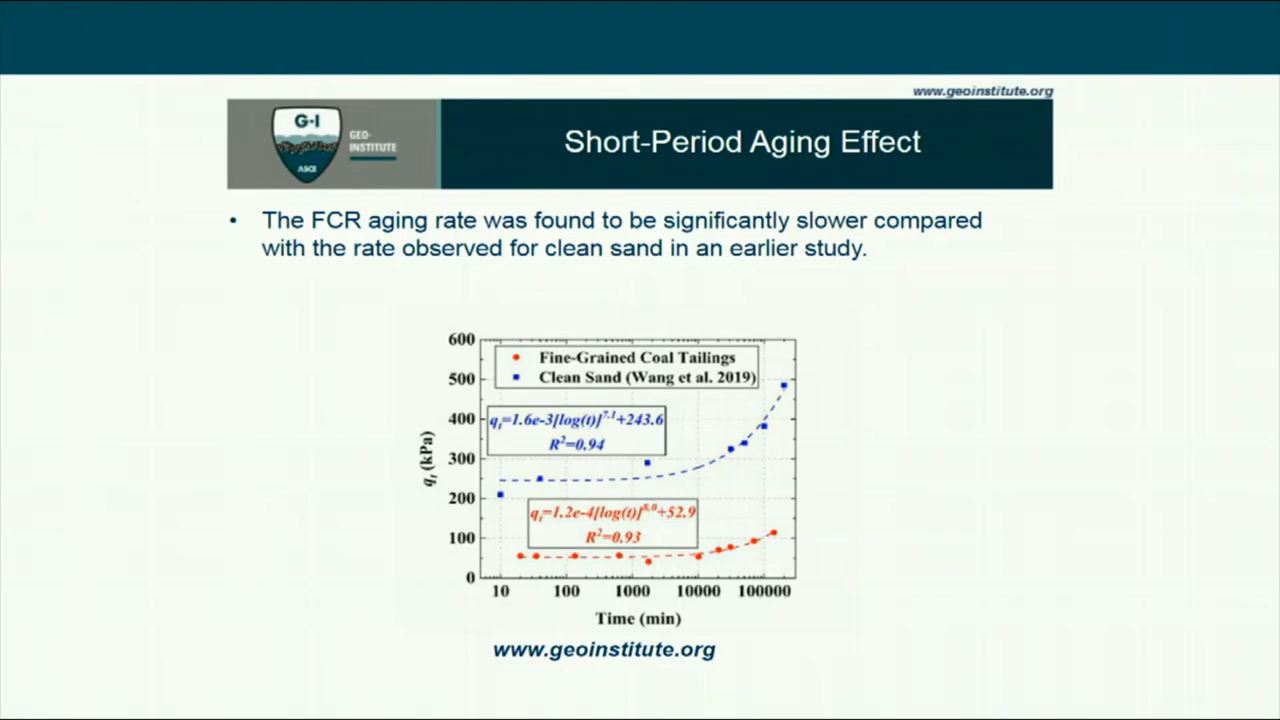 www.geoinstitute.org
G-I
GEO-
INSTITUTE
ASCE
Short-Period Aging Effect
• The FCR aging rate was found to be significantly slower compared
with the rate observed for clean sand in an earlier study.
600
500
400
300
200
100
0
qt (kPa)
Fine-Grained Coal Tailings
Clean Sand (Wang et al. 2019)
qt=1.6e-3[log(t)]^7.1+243.6
R²=0.94
qt=1.2e-4[log(t)]^8.0+52.9
R²=0.93
10 100 1000 10000 100000
Time (min)
www.geoinstitute.org